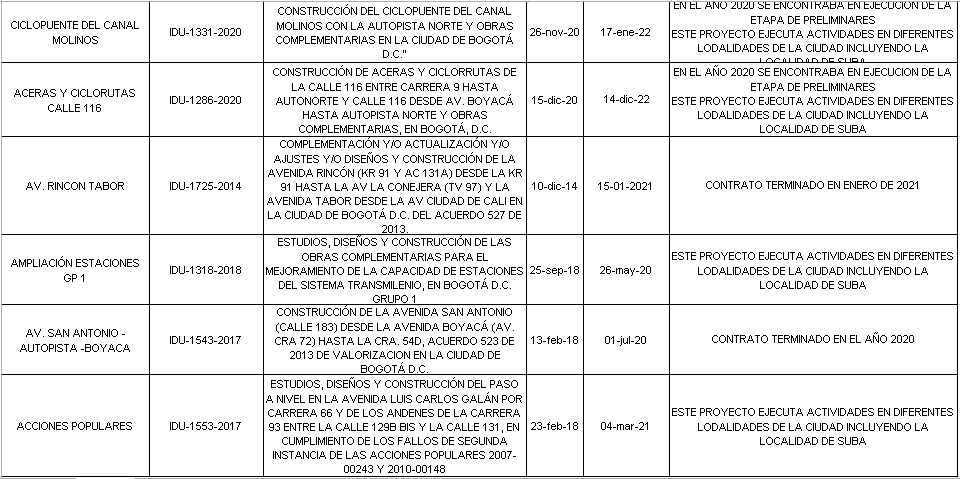 CICLOPUENTE DEL CANAL
MOLINOS
IDU-1331-2020
CONSTRUCCIÓN DEL CICLOPUENTE DEL CANAL
MOLINOS CON LA AUTOPISTA NORTE Y OBRAS
COMPLEMENTARIAS EN LA CIUDAD DE BOGOTÁ
D.C."
26-nov-20
17-ene-22
EN EL AÑO 2020 SE ENCONTRABA EN EJECUCION DE LA
ETAPA DE PRELIMINARES
ESTE PROYECTO EJECUTA ACTIVIDADES EN DIFERENTES
LODALIDADES DE LA CIUDAD INCLUYENDO LA
LOCALIDAD DE SUBA
ACERAS Y CICLORUTAS
CALLE 116
IDU-1286-2020
CONSTRUCCIÓN DE ACERAS Y CICLORRUTAS DE
LA CALLE 116 ENTRE CARRERA 9 HASTA
AUTONORTE Y CALLE 116 DESDE AV. BOYACÁ
HASTA AUTOPISTA NORTE Y OBRAS
COMPLEMENTARIAS, EN BOGOTÁ, D.C.
15-dic-20
14-dic-22
EN EL AÑO 2020 SE ENCONTRABA EN EJECUCION DE LA
ETAPA DE PRELIMINARES
ESTE PROYECTO EJECUTA ACTIVIDADES EN DIFERENTES
LODALIDADES DE LA CIUDAD INCLUYENDO LA
LOCALIDAD DE SUBA
AV. RINCON TABOR
IDU-1725-2014
COMPLEMENTACIÓN Y/O ACTUALIZACIÓN Y/O
AJUSTES Y/O DISEÑOS Y CONSTRUCCIÓN DE LA
AVENIDA RINCÓN (KR 91 Y AC 131A) DESDE LA KR
91 HASTA LA AV LA CONEJERA (TV 97) Y LA
AVENIDA TABOR DESDE LA AV CIUDAD DE CALI EN
LA CIUDAD DE BOGOTÁ D.C. DEL ACUERDO 527 DE
2013.
10-dic-14
15-01-2021
CONTRATO TERMINADO EN ENERO DE 2021
AMPLIACIÓN ESTACIONES
GP 1
IDU-1318-2018
ESTUDIOS, DISEÑOS Y CONSTRUCCIÓN DE LAS
OBRAS COMPLEMENTARIAS PARA EL
MEJORAMIENTO DE LA CAPACIDAD DE ESTACIONES
DEL SISTEMA TRANSMILENIO, EN BOGOTÁ D.C.
GRUPO 1
25-sep-18
26-may-20
ESTE PROYECTO EJECUTA ACTIVIDADES EN DIFERENTES
LODALIDADES DE LA CIUDAD INCLUYENDO LA
LOCALIDAD DE SUBA
AV. SAN ANTONIO -
AUTOPISTA -BOYACA
IDU-1543-2017
CONSTRUCCIÓN DE LA AVENIDA SAN ANTONIO
(CALLE 183) DESDE LA AVENIDA BOYACÁ (AV.
CRA 72) HASTA LA CRA. 54D, ACUERDO 523 DE
2013 DE VALORIZACION EN LA CIUDAD DE
BOGOTÁ D.C.
13-feb-18
01-jul-20
CONTRATO TERMINADO EN EL AÑO 2020
ACCIONES POPULARES
IDU-1553-2017
ESTUDIOS, DISEÑOS Y CONSTRUCCIÓN DEL PASO
A NIVEL EN LA AVENIDA LUIS CARLOS GALÁN POR
CARRERA 66 Y DE LOS ANDENES DE LA CARRERA
93 ENTRE LA CALLE 129B BIS Y LA CALLE 131, EN
CUMPLIMIENTO DE LOS FALLOS DE SEGUNDA
INSTANCIA DE LAS ACCIONES POPULARES 2007-
00243 Y 2010-00148
23-feb-18
04-mar-21
ESTE PROYECTO EJECUTA ACTIVIDADES EN DIFERENTES
LODALIDADES DE LA CIUDAD INCLUYENDO LA
LOCALIDAD DE SUBA